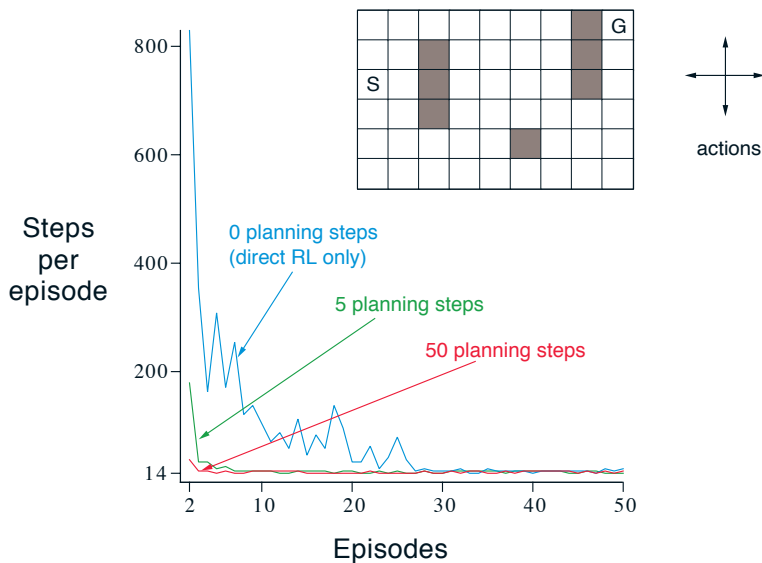 800
600
400
200
14
2
10
20
30
40
50
Steps
per
episode
Episodes
0 planning steps
(direct RL only)
5 planning steps
50 planning steps
S
G
actions